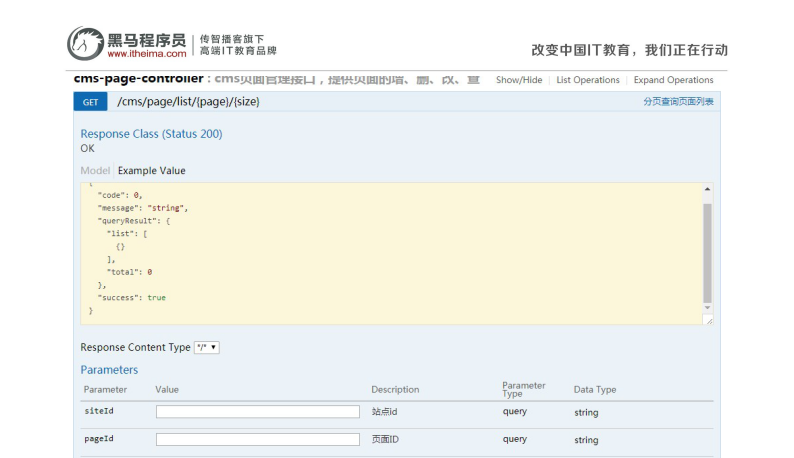 黑马程序员
www.itheima.com
传智播客旗下
高端IT教育品牌
改变中国IT教育，我们正在行动
cms-page-controller : cms页面管理接口，提供页面的增、删、改、查 Show/Hide List Operations Expand Operations
GET /cms/page/list/{page}/{size} 分页查询页面列表
Response Class (Status 200)
OK
Model Example Value
{
"code": 0,
"message": "string",
"queryResult": {
"list": [
{}
],
"total": 0
},
"success": true
}
Response Content Type */*
Parameters
Parameter Value Description Parameter Type Data Type
siteId 站点id query string
pageId 页面ID query string